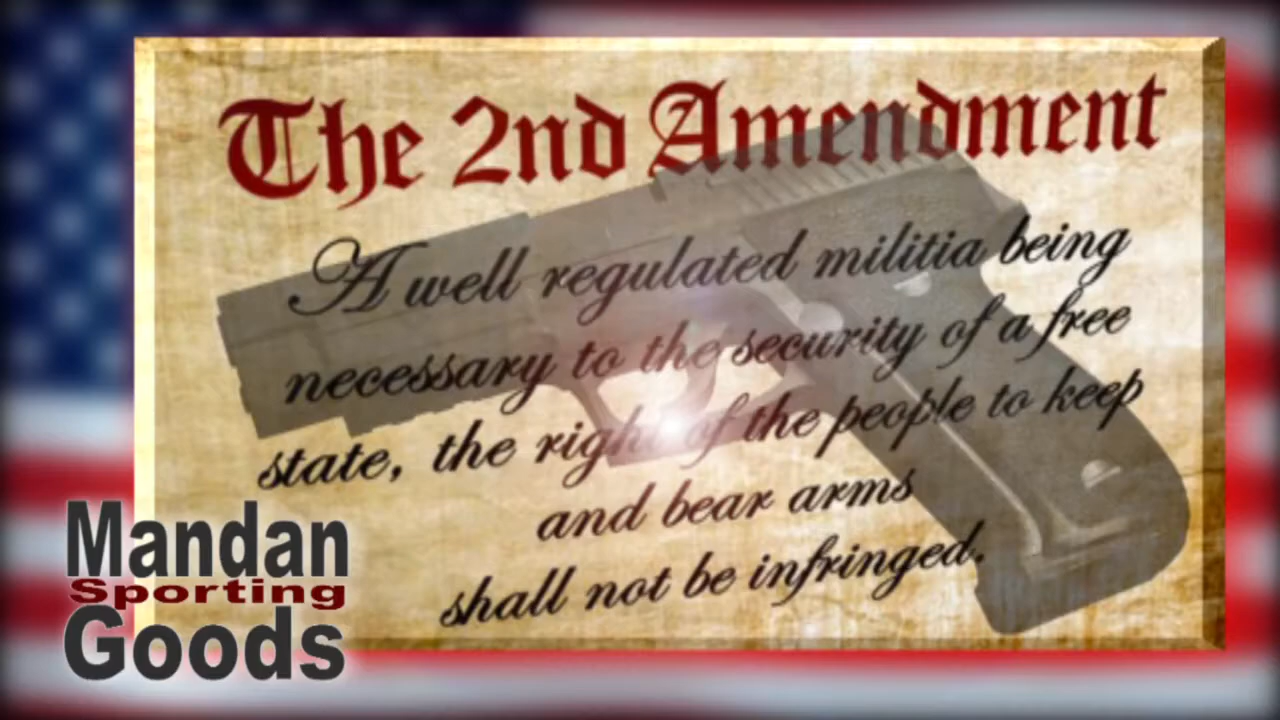 The 2nd Amendment
A well regulated militia being
necessary to the security of a free
state, the right of the people to keep
and bear arms
shall not be infringed.
Mandan
Sporting
Goods